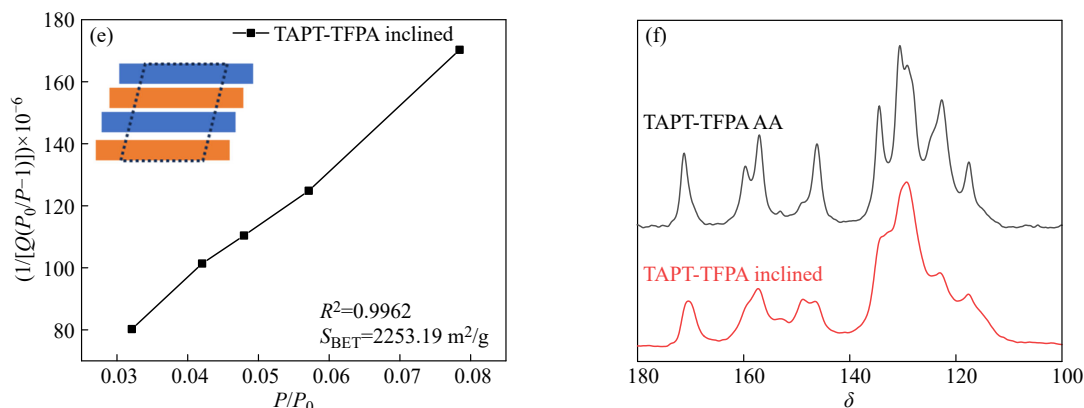 (e)
TAPT-TFPA inclined
(1/[Q(P₀/P−1)])×10⁻⁶
180
160
140
120
100
80
R²=0.9962
S_BET=2253.19 m²/g
0.03 0.04 0.05 0.06 0.07 0.08
P/P₀
(f)
TAPT-TFPA AA
TAPT-TFPA inclined
180 160 140 120 100
δ